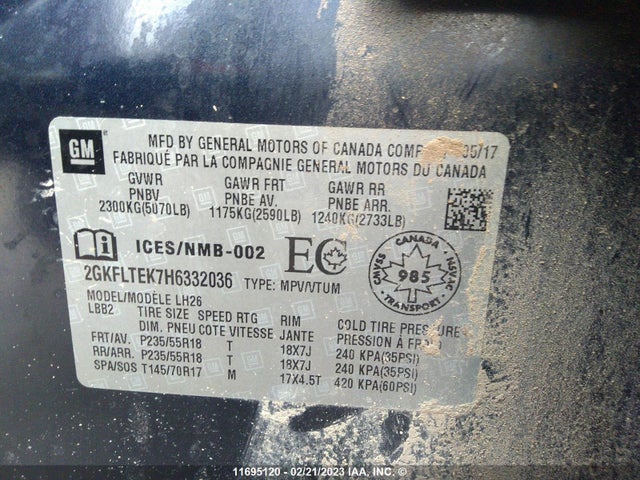 GM
MFD BY GENERAL MOTORS OF CANADA COMP /17
FABRIQUÉ PAR LA COMPAGNIE GENERAL MOTORS DU CANADA
GVWR GAWR FRT GAWR RR
PNBV PNBE AV. PNBE ARR.
2300KG(5070LB) 1175KG(2590LB) 1240KG(2733LB)
i ICES/NMB-002 EC
CANADA
CMVSS 985 NSVAC
TRANSPORT
2GKFLTEK7H6332036 TYPE: MPV/VTUM
MODEL/MODÈLE LH26
LBB2 TIRE SIZE SPEED RTG RIM COLD TIRE PRESSURE
DIM. PNEU COTE VITESSE JANTE PRESSION À FROID
FRT/AV. P235/55R18 T 18X7J 240 KPA(35PSI)
RR/ARR. P235/55R18 T 18X7J 240 KPA(35PSI)
SPA/SOS T145/70R17 M 17X4.5T 420 KPA(60PSI)
11695120 - 02/21/2023 IAA, INC. ©